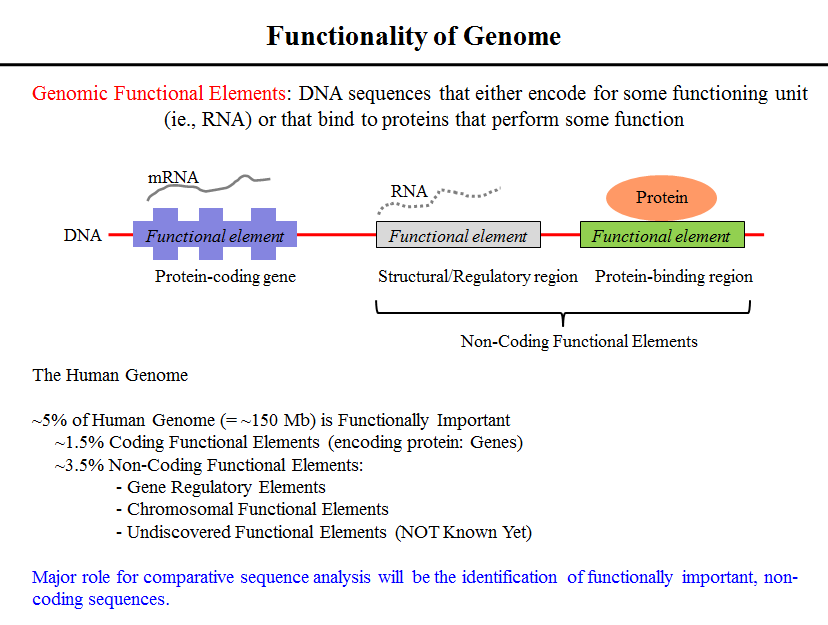 Functionality of Genome
Genomic Functional Elements: DNA sequences that either encode for some functioning unit
(ie., RNA) or that bind to proteins that perform some function
mRNA
RNA
Protein
DNA
Functional element
Functional element
Functional element
Protein-coding gene
Structural/Regulatory region
Protein-binding region
Non-Coding Functional Elements
The Human Genome
~5% of Human Genome (= ~150 Mb) is Functionally Important
~1.5% Coding Functional Elements (encoding protein: Genes)
~3.5% Non-Coding Functional Elements:
- Gene Regulatory Elements
- Chromosomal Functional Elements
- Undiscovered Functional Elements (NOT Known Yet)
Major role for comparative sequence analysis will be the identification of functionally important, non-
coding sequences.